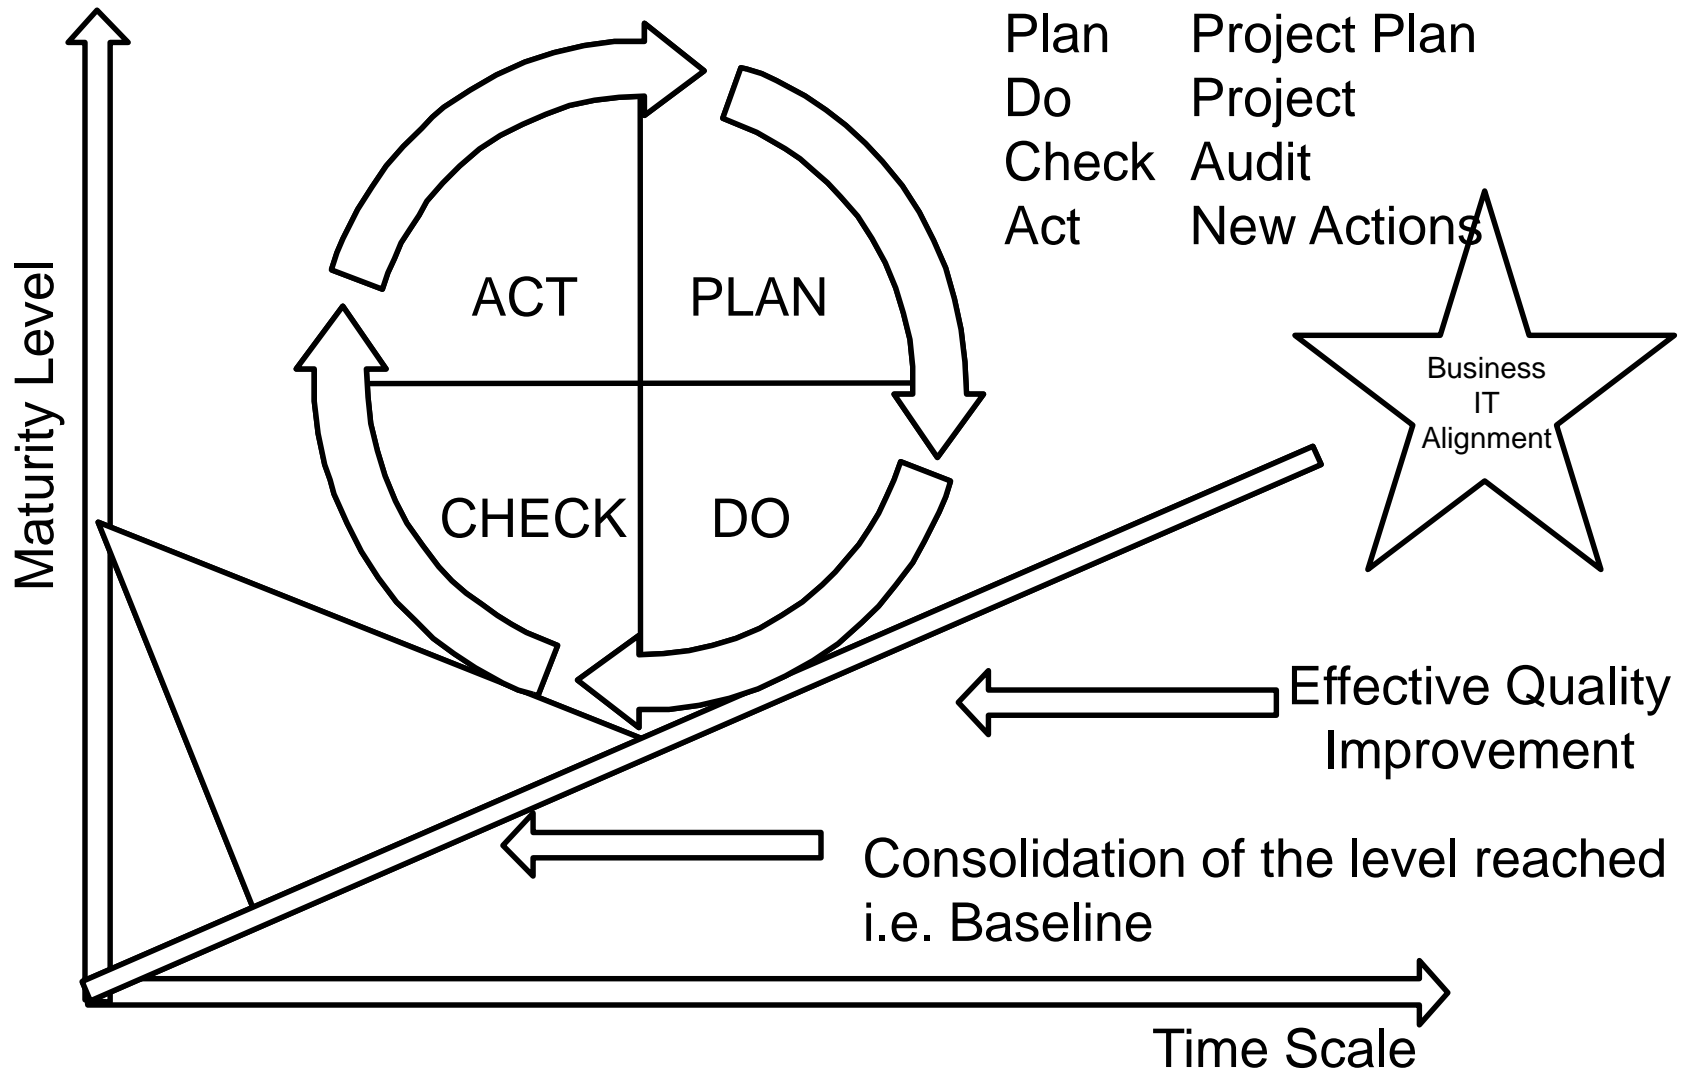 Plan Project Plan
Do Project
Check Audit
Act New Actions
ACT PLAN
CHECK DO
Maturity Level
Business
IT
Alignment
Effective Quality
Improvement
Consolidation of the level reached
i.e. Baseline
Time Scale